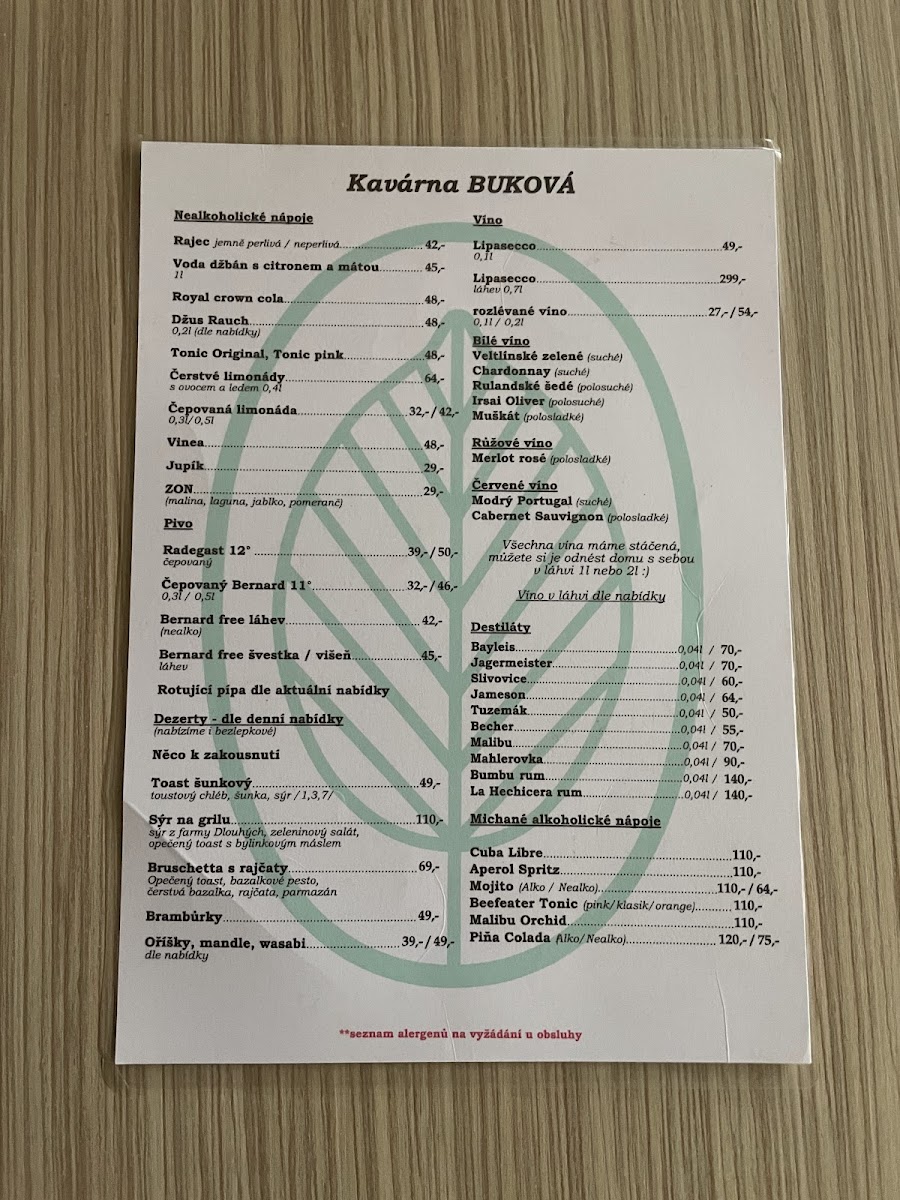 Kavárna BUKOVÁ
Nealkoholické nápoje
Rajec jemně perlivá / neperlivá..................... 42,-
Voda džbán s citronem a mátou........... 45,-
1l
Royal crown cola................................... 48,-
Džus Rauch............................................ 48,-
0,2l (dle nabídky)
Tonic Original, Tonic pink.................... 48,-
Čerstvé limonády.................................. 64,-
s ovocem a ledem 0,4l
Čepovaná limonáda............................ 32,-/ 42,-
0,3l/ 0,5l
Vinea...................................................... 48,-
Jupík....................................................... 29,-
ZON......................................................... 29,-
(malina, laguna, jablko, pomeranč)
Pivo
Radegast 12° ...................................... 39,-/ 50,-
čepovaný
Čepovaný Bernard 11°........................ 32,-/ 46,-
0,3l / 0,5l
Bernard free láhev................................... 42,-
(nealko)
Bernard free švestka / višeň................. 45,-
láhev
Rotující pípa dle aktuální nabídky
Dezerty - dle denní nabídky
(nabízíme i bezlepkové)
Něco k zakousnutí
Toast šunkový........................................... 49,-
toustový chléb, šunka, sýr /1,3,7/
Sýr na grilu.............................................. 110,-
sýr z farmy Dlouhých, zeleninový salát,
opečený toast s bylinkovým máslem
Bruschetta s rajčaty................................. 69,-
Opečený toast, bazalkové pesto,
čerstvá bazalka, rajčata, parmazán
Brambůrky................................................ 49,-
Oříšky, mandle, wasabi....................... 39,-/ 49,-
dle nabídky
Víno
Lipasecco.................................................. 49,-
0,1l
Lipasecco.................................................. 299,-
láhev 0,7l
rozlévané víno...................................... 27,-/ 54,-
0,1l / 0,2l
Bílé víno
Veltlínské zelené (suché)
Chardonnay (suché)
Rulandské šedé (polosuché)
Irsai Oliver (polosuché)
Muškát (polosladké)
Růžové víno
Merlot rosé (polosladké)
Červené víno
Modrý Portugal (suché)
Cabernet Sauvignon (polosladké)
Všechna vína máme stáčená,
můžete si je odnést domu s sebou
v láhvi 1l nebo 2l :)
Víno v láhvi dle nabídky
Destiláty
Bayleis............................................0,04l / 70,-
Jagermeister...................................0,04l / 70,-
Slivovice..........................................0,04l / 60,-
Jameson..........................................0,04l / 64,-
Tuzemák..........................................0,04l / 50,-
Becher.............................................0,04l / 55,-
Malibu..............................................0,04l / 70,-
Mahlerovka......................................0,04l / 90,-
Bumbu rum......................................0,04l / 140,-
La Hechicera rum............................0,04l / 140,-
Míchané alkoholické nápoje
Cuba Libre................................................ 110,-
Aperol Spritz............................................. 110,-
Mojito (Alko / Nealko)............................. 110,-/ 64,-
Beefeater Tonic (pink/klasik/orange).......... 110,-
Malibu Orchid........................................... 110,-
Piňa Colada (Alko/Nealko)...................... 120,-/ 75,-
**seznam alergenů na vyžádání u obsluhy